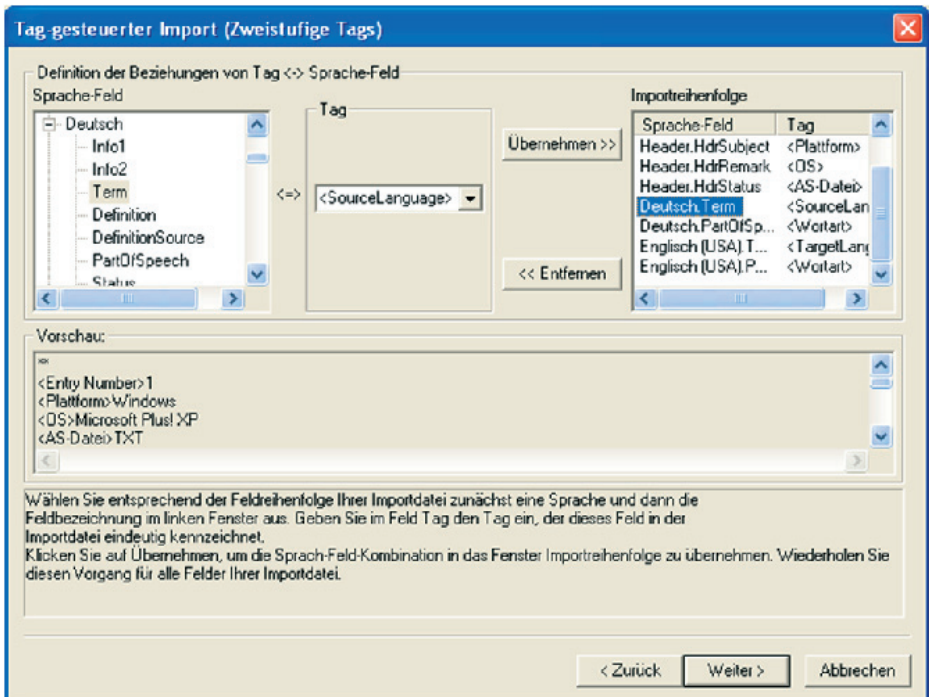 Tag-gesteuerter Import (Zweistufige Tags)
Definition der Beziehungen von Tag <-> Sprache-Feld
Sprache-Feld
Deutsch
Info1
Info2
Term
Definition
DefinitionSource
PartOfSpeech
Status
<=>
Tag
<SourceLanguage>
Übernehmen >>
<< Entfernen
Importreihenfolge
Sprache-Feld Tag
Header.HdrSubject <Plattform>
Header.HdrRemark <OS>
Header.HdrStatus <AS-Datei>
Deutsch.Term <SourceLan
Deutsch.PartOfSp... <Wortart>
Englisch (USA).T... <TargetLang
Englisch (USA).P... <Wortart>
Vorschau:
**
<Entry Number>1
<Plattform>Windows
<OS>Microsoft Plus! XP
<AS-Datei>TXT
Wählen Sie entsprechend der Feldreihenfolge Ihrer Importdatei zunächst eine Sprache und dann die
Feldbezeichnung im linken Fenster aus. Geben Sie im Feld Tag den Tag ein, der dieses Feld in der
Importdatei eindeutig kennzeichnet.
Klicken Sie auf Übernehmen, um die Sprach-Feld-Kombination in das Fenster Importreihenfolge zu übernehmen. Wiederholen Sie
diesen Vorgang für alle Felder Ihrer Importdatei.
< Zurück Weiter > Abbrechen